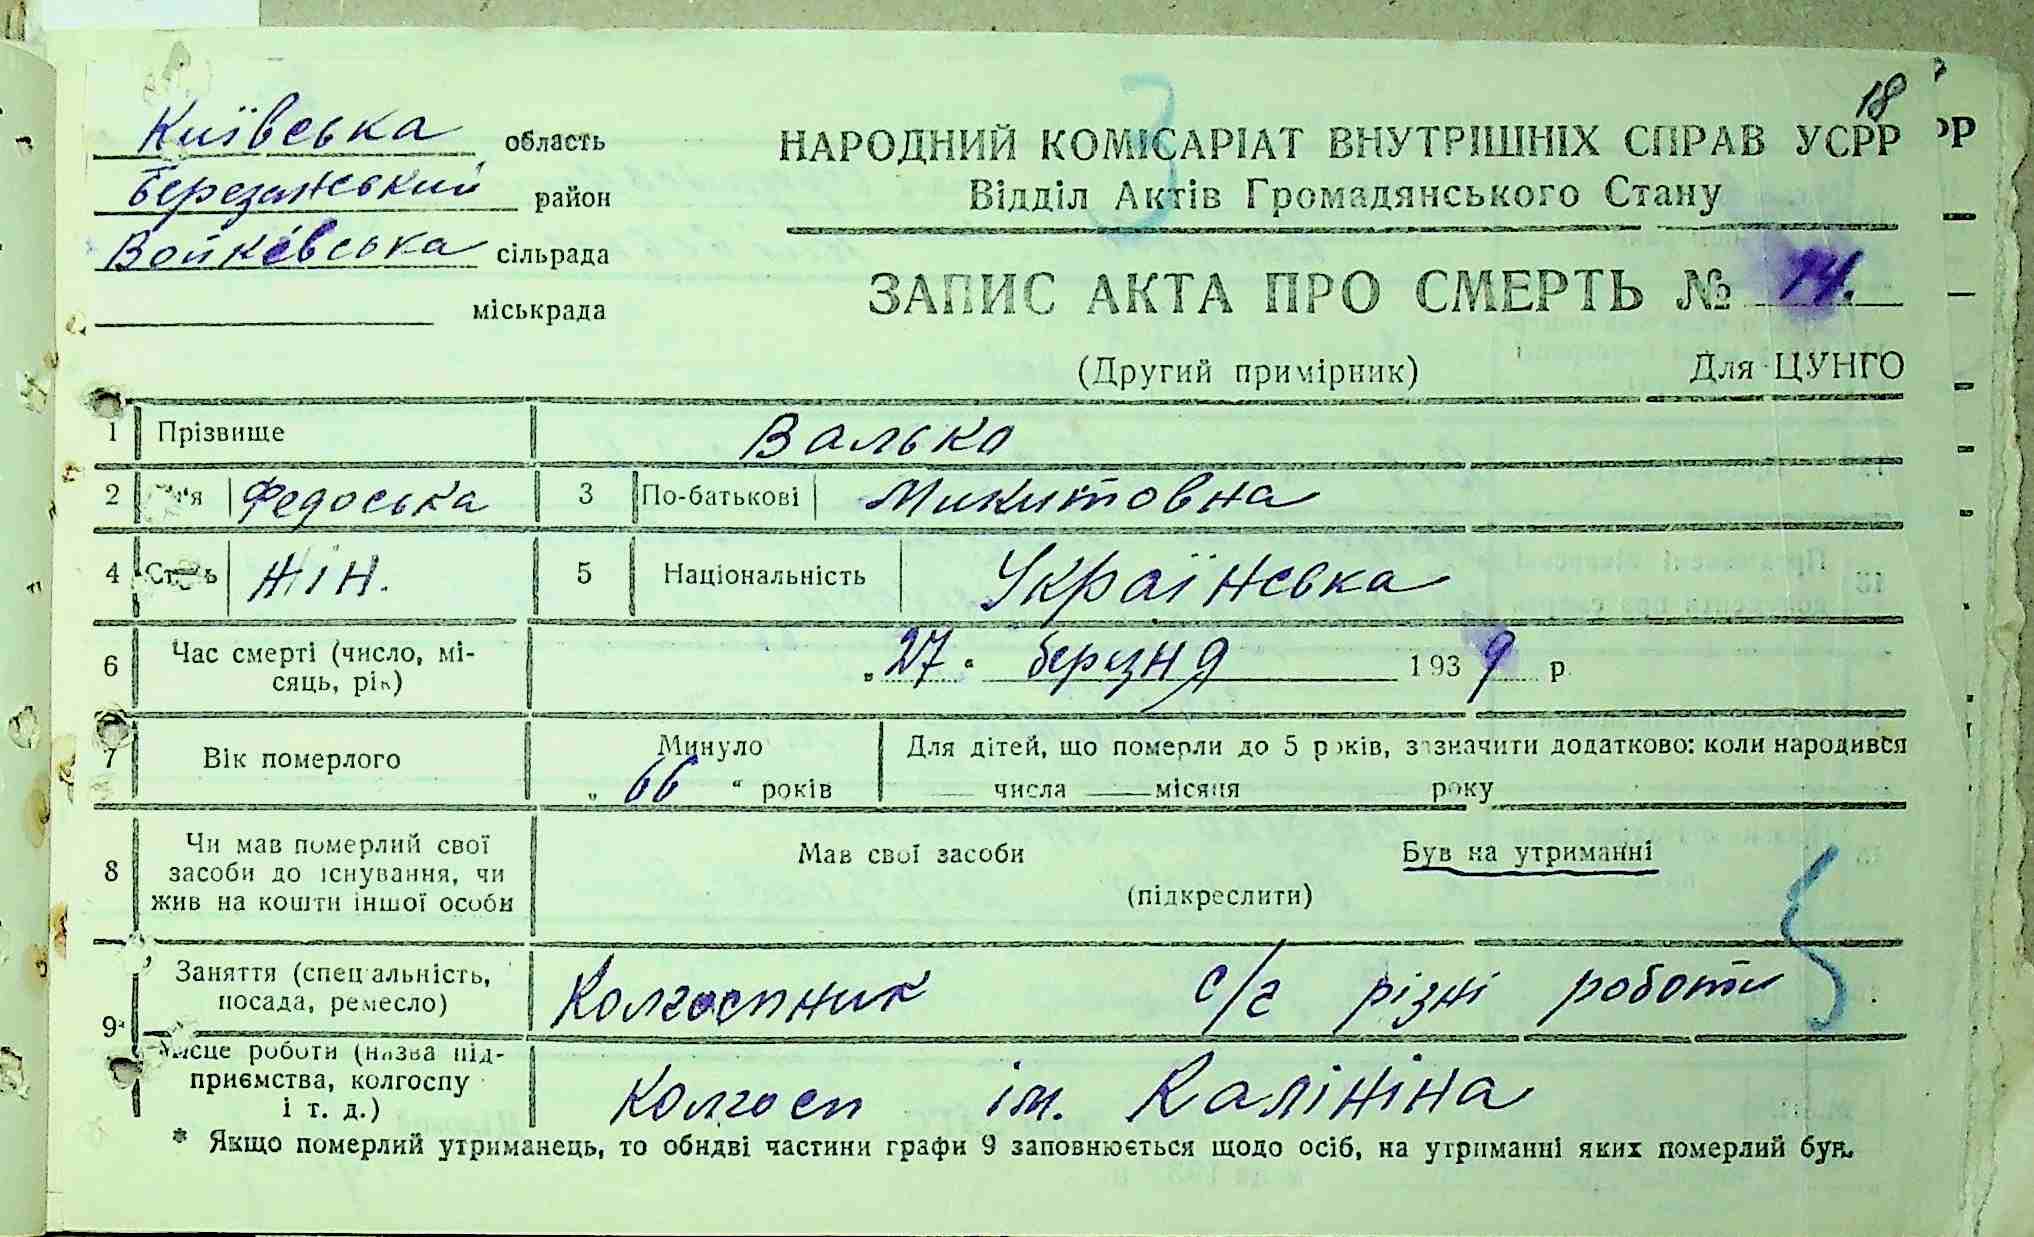 18
Київська область
Березанський район
Войківська сільрада
міськрада
НАРОДНИЙ КОМІСАРІАТ ВНУТРІШНІХ СПРАВ УСРР
Відділ Актів Громадянського Стану
ЗАПИС АКТА ПРО СМЕРТЬ № 14.
(Другий примірник) Для ЦУНГО
1 Прізвище Валько
2 Ім'я Федоська 3 По-батькові Микитовна
4 Стать жін. 5 Національність Українська
6 Час смерті (число, мі-
сяць, рік) „27" березня 1939 р.
7 Вік померлого Минуло
„66" років
Для дітей, що померли до 5 років, зазначити додатково: коли народився
числа місяця року
8 Чи мав померлий свої
засоби до існування, чи
жив на кошти іншої особи
Мав свої засоби Був на утриманні
(підкреслити)
9* Заняття (спеціальність,
посада, ремесло) Колгоспник с/г різні роботи
Місце роботи (назва під-
приємства, колгоспу
і т. д.) Колгосп ім. Калініна
* Якщо померлий утриманець, то обидві частини графи 9 заповнюється щодо осіб, на утриманні яких померлий був.